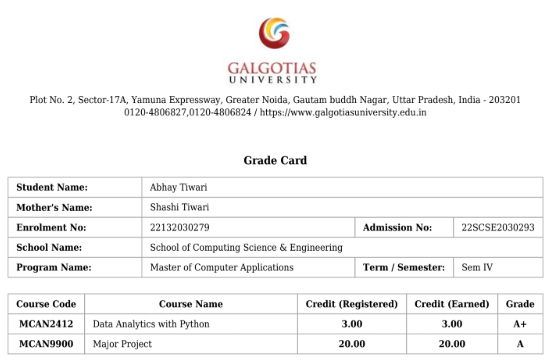 GALGOTIAS
UNIVERSITY
Plot No. 2, Sector-17A, Yamuna Expressway, Greater Noida, Gautam buddh Nagar, Uttar Pradesh, India - 203201
0120-4806827,0120-4806824 / https://www.galgotiasuniversity.edu.in
Grade Card
Student Name: Abhay Tiwari
Mother's Name: Shashi Tiwari
Enrolment No: 22132030279 Admission No: 22SCSE2030293
School Name: School of Computing Science & Engineering
Program Name: Master of Computer Applications Term / Semester: Sem IV
Course Code Course Name Credit (Registered) Credit (Earned) Grade
MCAN2412 Data Analytics with Python 3.00 3.00 A+
MCAN9900 Major Project 20.00 20.00 A